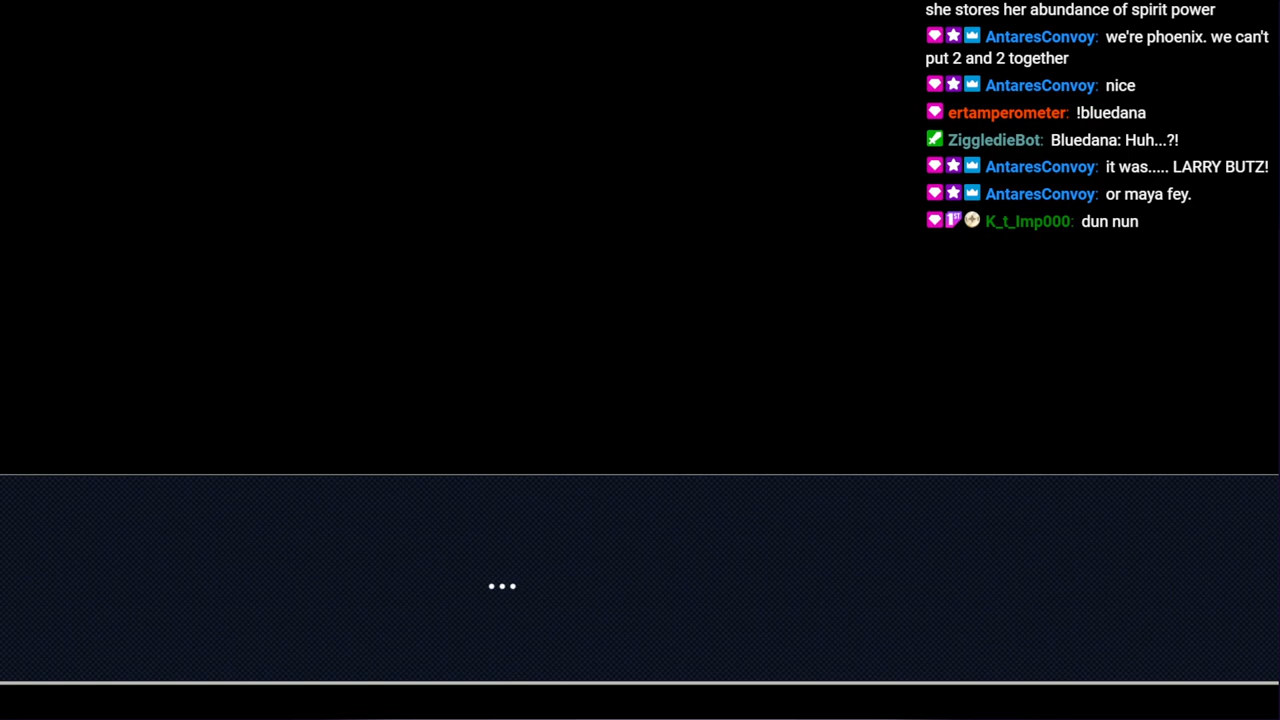 she stores her abundance of spirit power
AntaresConvoy: we're phoenix. we can't
put 2 and 2 together
AntaresConvoy: nice
ertamperometer: !bluedana
ZiggledieBot: Bluedana: Huh...?!
AntaresConvoy: it was..... LARRY BUTZ!
AntaresConvoy: or maya fey.
1ST K_t_Imp000: dun nun
...